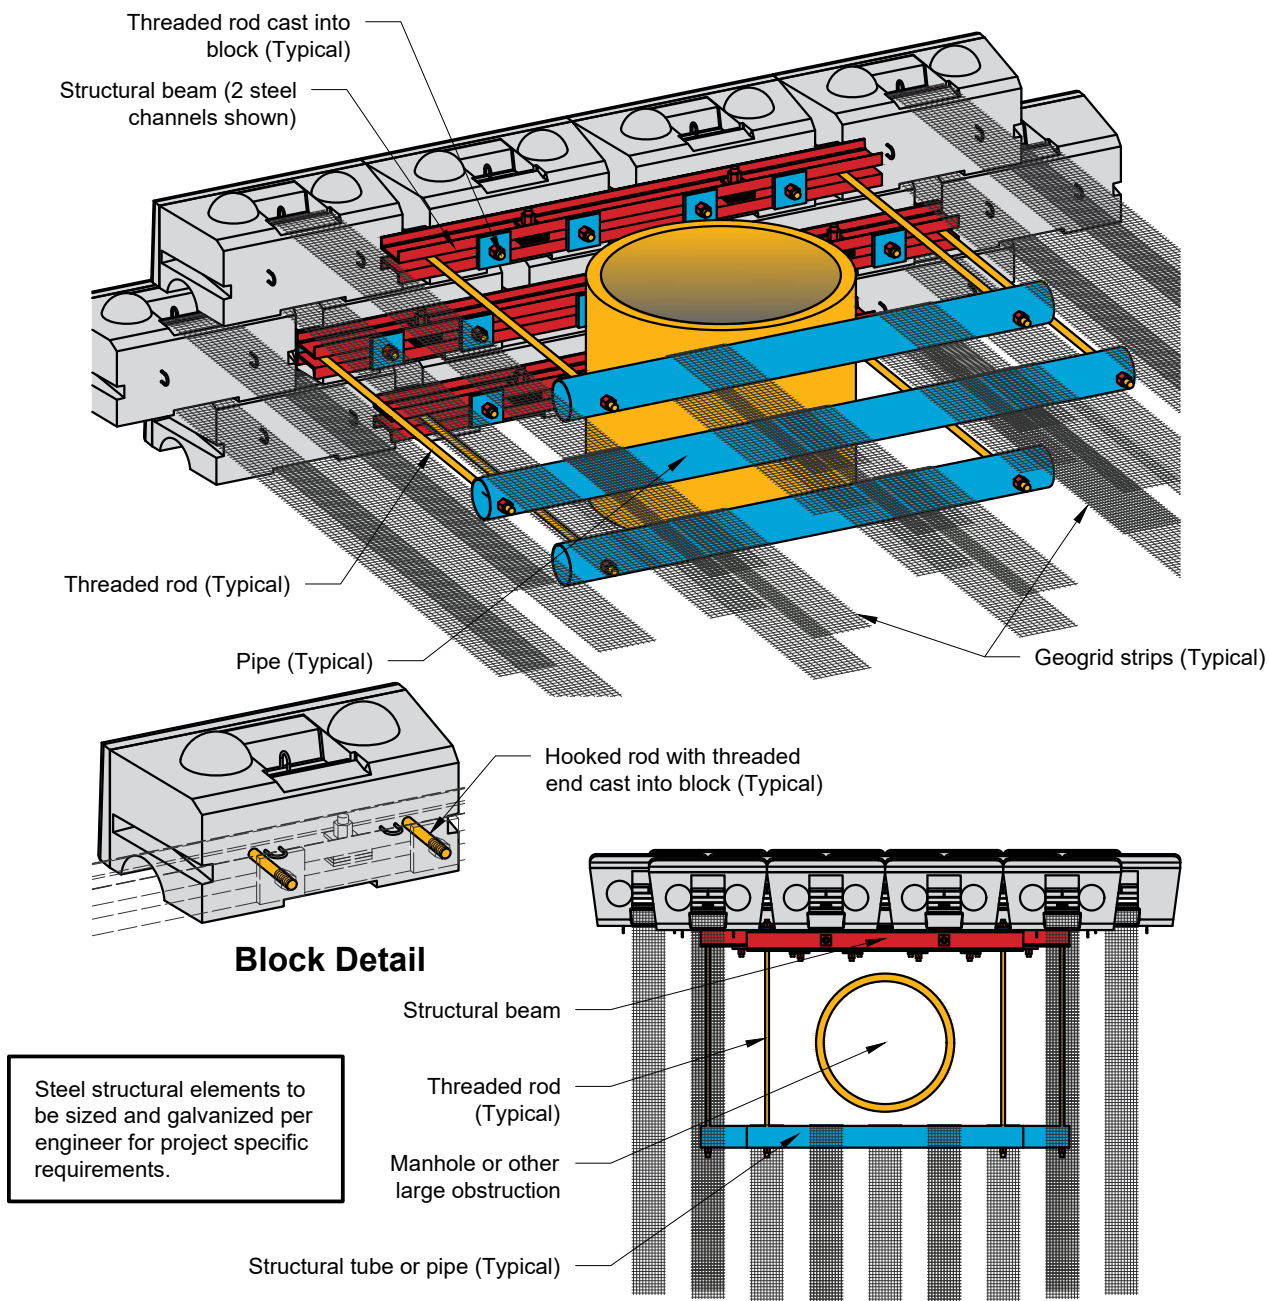 Threaded rod cast into
block (Typical)
Structural beam (2 steel
channels shown)
Threaded rod (Typical)
Pipe (Typical)
Geogrid strips (Typical)
Hooked rod with threaded
end cast into block (Typical)
Block Detail
Structural beam
Threaded rod
(Typical)
Manhole or other
large obstruction
Structural tube or pipe (Typical)
Steel structural elements to
be sized and galvanized per
engineer for project specific
requirements.